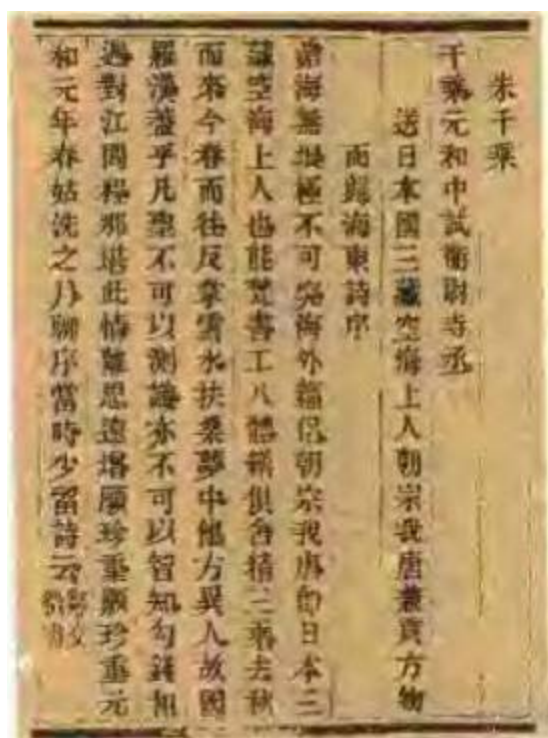 朱千乘
千乘元和中試衛尉寺丞
送日本國三藏空海上人朝宗我唐兼貢方物
而歸海東詩序
滄海無垠極不可究海外緇侶朝宗我唐即日本三
藏空海上人也能梵書工八體繕俱舍精三乘去秋
而來今春而往反掌雲水扶桑夢中他方異人故國
羅漢蓋乎凡聖不可以測識亦不可以智知勾踐相
遇對江問程那堪此情離思遠增願珍重願珍重元
和元年春姑洗之月聊序當時少留詩云